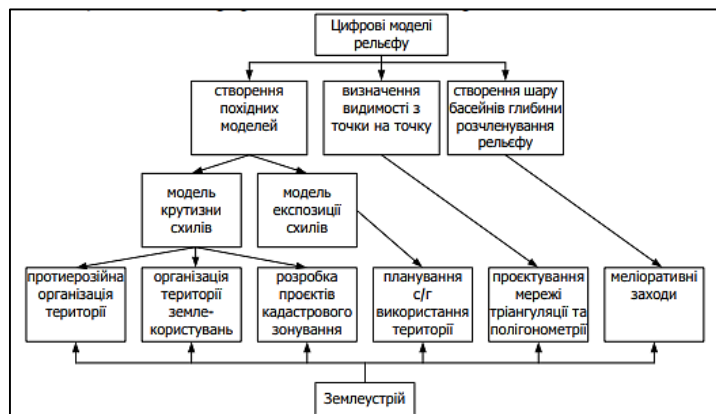 Цифрові моделі
рельєфу
створення
похідних
моделей
визначення
видимості з
точки на точку
створення шару
басейнів глибини
розчленування
рельєфу
модель
крутизни
схилів
модель
експозиції
схилів
протиерозійна
організація
території
організація
території
земле-
користувань
розробка
проєктів
кадастрового
зонування
планування
с/г
використання
території
проєктування
мережі
тріангуляції та
полігонометрії
меліоративні
заходи
Землеустрій